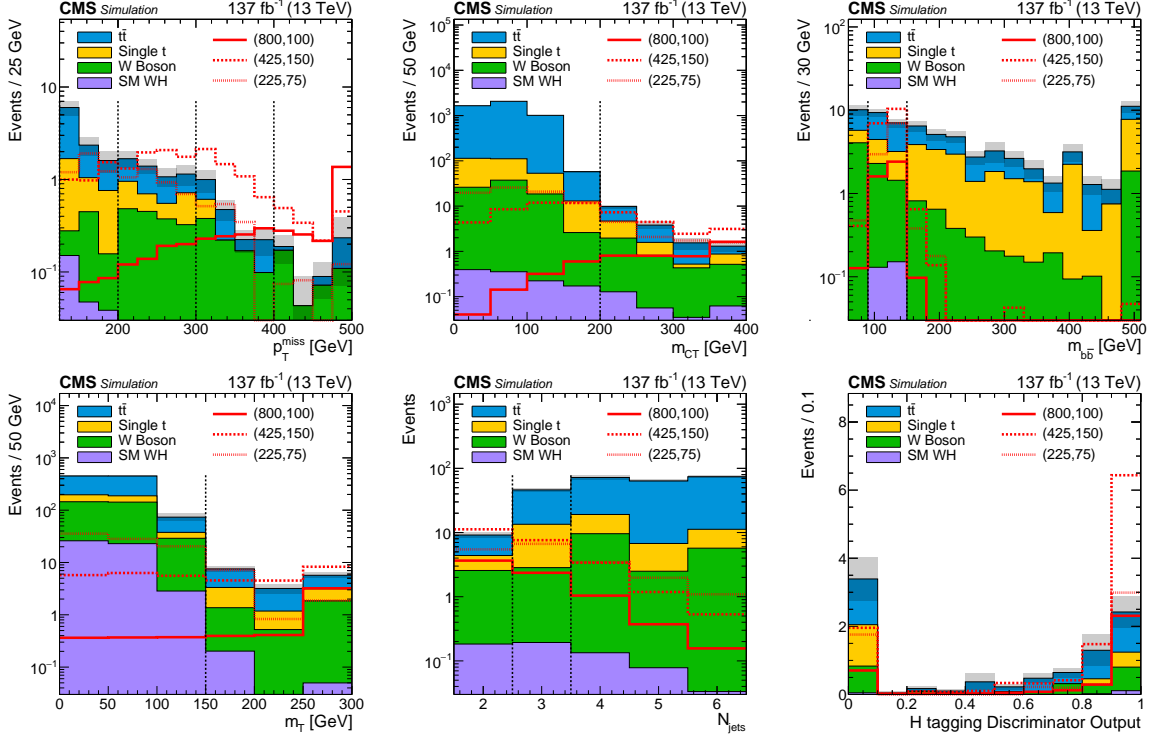 CMS Simulation 137 fb⁻¹ (13 TeV)
Events / 25 GeV
tt̄ (800,100)
Single t (425,150)
W Boson (225,75)
SM WH
10
1
10⁻¹
200 300 400 500
p_T^miss [GeV]
CMS Simulation 137 fb⁻¹ (13 TeV)
Events / 50 GeV
tt̄ (800,100)
Single t (425,150)
W Boson (225,75)
SM WH
10⁵
10⁴
10³
10²
10
1
10⁻¹
0 100 200 300 400
m_CT [GeV]
CMS Simulation 137 fb⁻¹ (13 TeV)
Events / 30 GeV
tt̄ (800,100)
Single t (425,150)
W Boson (225,75)
SM WH
10²
10
1
10⁻¹
100 200 300 400 500
m_bb̄ [GeV]
CMS Simulation 137 fb⁻¹ (13 TeV)
Events / 50 GeV
tt̄ (800,100)
Single t (425,150)
W Boson (225,75)
SM WH
10⁴
10³
10²
10
1
10⁻¹
0 50 100 150 200 250 300
m_T [GeV]
CMS Simulation 137 fb⁻¹ (13 TeV)
Events
tt̄ (800,100)
Single t (425,150)
W Boson (225,75)
SM WH
10³
10²
10
1
10⁻¹
2 3 4 5 6
N_jets
CMS Simulation 137 fb⁻¹ (13 TeV)
Events / 0.1
tt̄ (800,100)
Single t (425,150)
W Boson (225,75)
SM WH
8
6
4
2
0
0 0.2 0.4 0.6 0.8 1
H tagging Discriminator Output